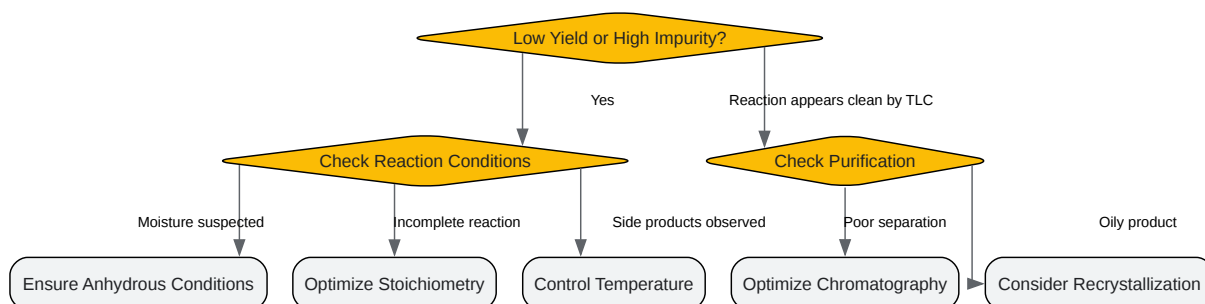 Low Yield or High Impurity?
Yes
Reaction appears clean by TLC
Check Reaction Conditions
Check Purification
Moisture suspected
Incomplete reaction
Side products observed
Poor separation
Oily product
Ensure Anhydrous Conditions
Optimize Stoichiometry
Control Temperature
Optimize Chromatography
Consider Recrystallization